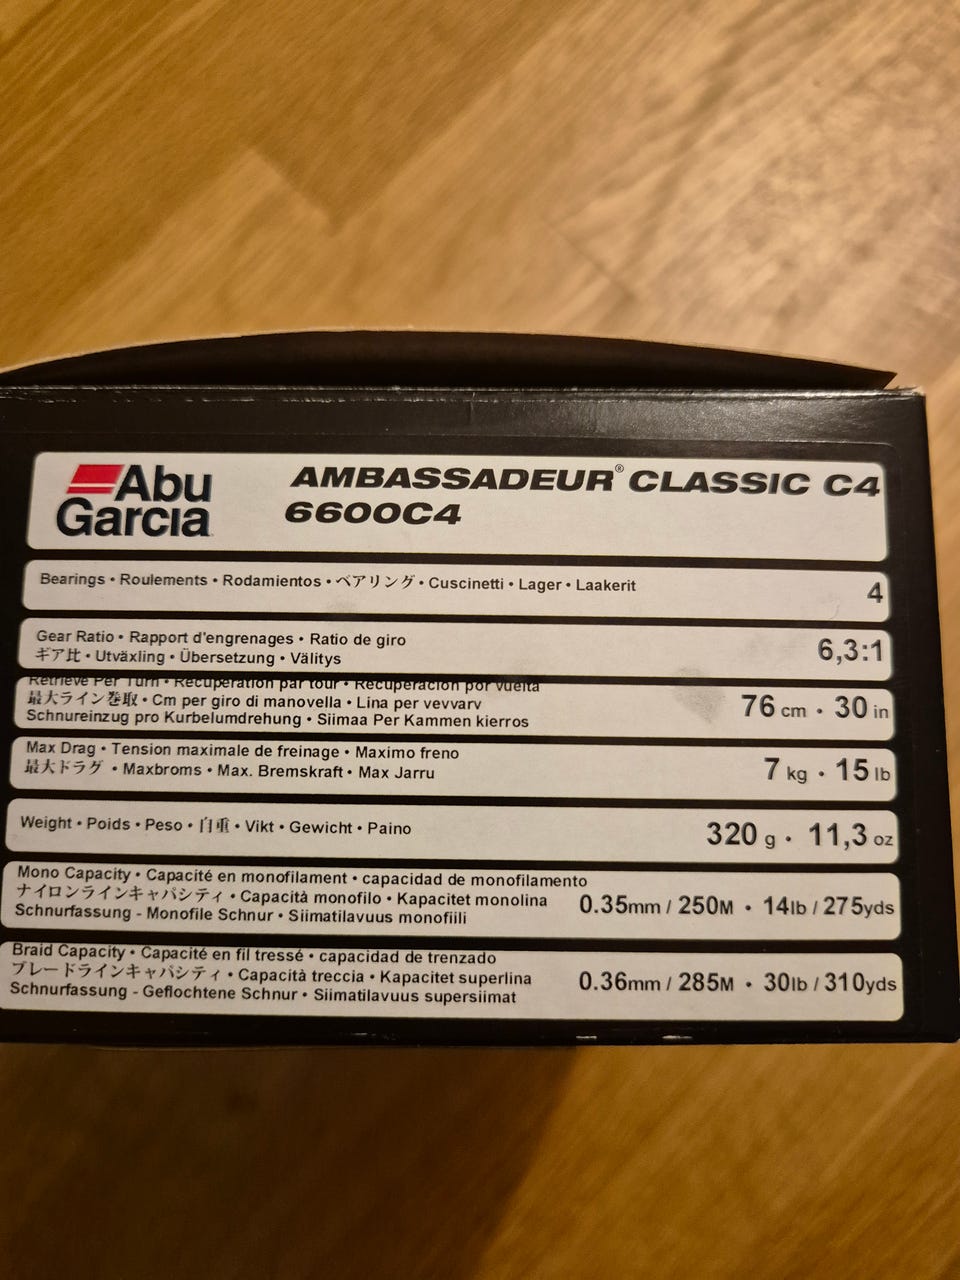 Abu
Garcia
AMBASSADEUR® CLASSIC C4
6600C4
Bearings • Roulements • Rodamientos • ベアリング • Cuscinetti • Lager • Laakerit
4
Gear Ratio • Rapport d'engrenages • Ratio de giro
ギア比 • Utväxling • Übersetzung • Välitys
6,3:1
Retrieve Per Turn • Recuperation par tour • Recuperacion por vuelta
最大ライン巻取 • Cm per giro di manovella • Lina per vevvarv
Schnureinzug pro Kurbelumdrehung • Siimaa Per Kammen kierros
76 cm • 30 in
Max Drag • Tension maximale de freinage • Maximo freno
最大ドラグ • Maxbroms • Max. Bremskraft • Max Jarru
7 kg • 15 lb
Weight • Poids • Peso • 自重 • Vikt • Gewicht • Paino
320 g • 11,3 oz
Mono Capacity • Capacité en monofilament • capacidad de monofilamento
ナイロンラインキャパシティ • Capacità monofilo • Kapacitet monolina
Schnurfassung - Monofile Schnur • Siimatilavuus monofiili
0.35mm / 250M • 14lb / 275yds
Braid Capacity • Capacité en fil tressé • capacidad de trenzado
ブレードラインキャパシティ • Capacità treccia • Kapacitet superlina
Schnurfassung - Geflochtene Schnur • Siimatilavuus supersiimat
0.36mm / 285M • 30lb / 310yds